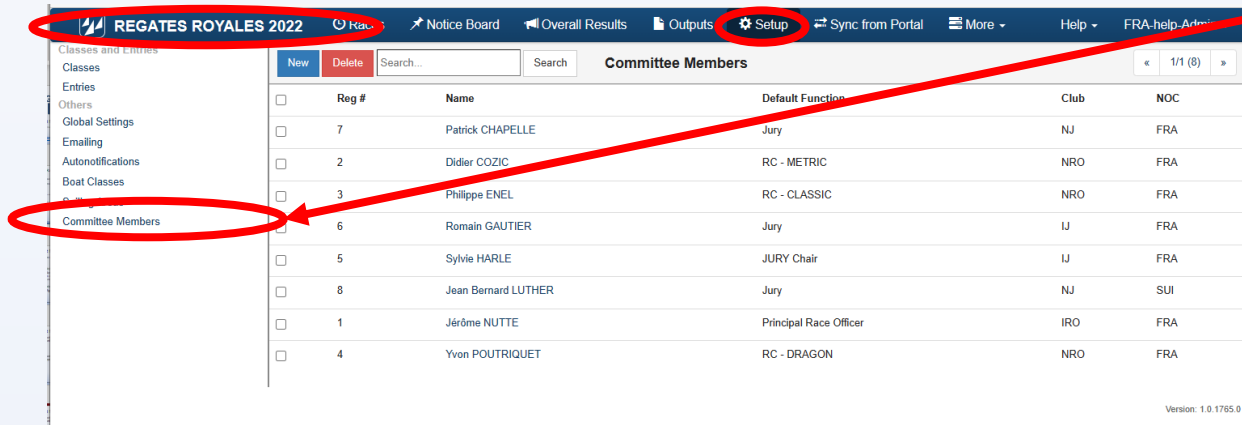 REGATES ROYALES 2022 Races Notice Board Overall Results Outputs Setup Sync from Portal More Help FRA-help-Admi
Classes and Entries
Classes
Entries
Others
Global Settings
Emailing
Autonotifications
Boat Classes
Committee Members
New Delete Search... Search Committee Members « 1/1 (8) »
Reg # Name Default Function Club NOC
7 Patrick CHAPELLE Jury NJ FRA
2 Didier COZIC RC - METRIC NRO FRA
3 Philippe ENEL RC - CLASSIC NRO FRA
6 Romain GAUTIER Jury IJ FRA
5 Sylvie HARLE JURY Chair IJ FRA
8 Jean Bernard LUTHER Jury NJ SUI
1 Jérôme NUTTE Principal Race Officer IRO FRA
4 Yvon POUTRIQUET RC - DRAGON NRO FRA
Version: 1.0.1765.0